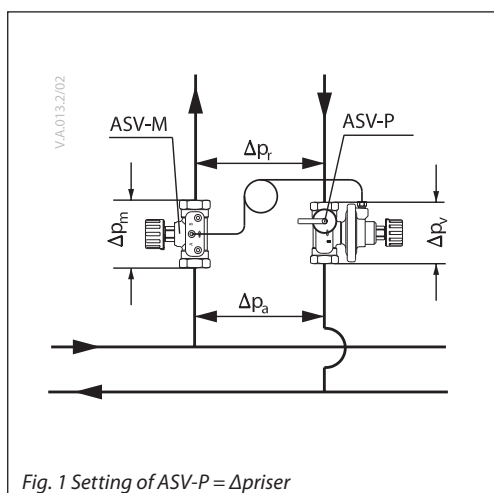 V.A.013.2/02
ASV-M
ASV-P
Δpᵣ
Δpₘ
Δpᵥ
Δpₐ
Fig. 1 Setting of ASV-P = Δpriser